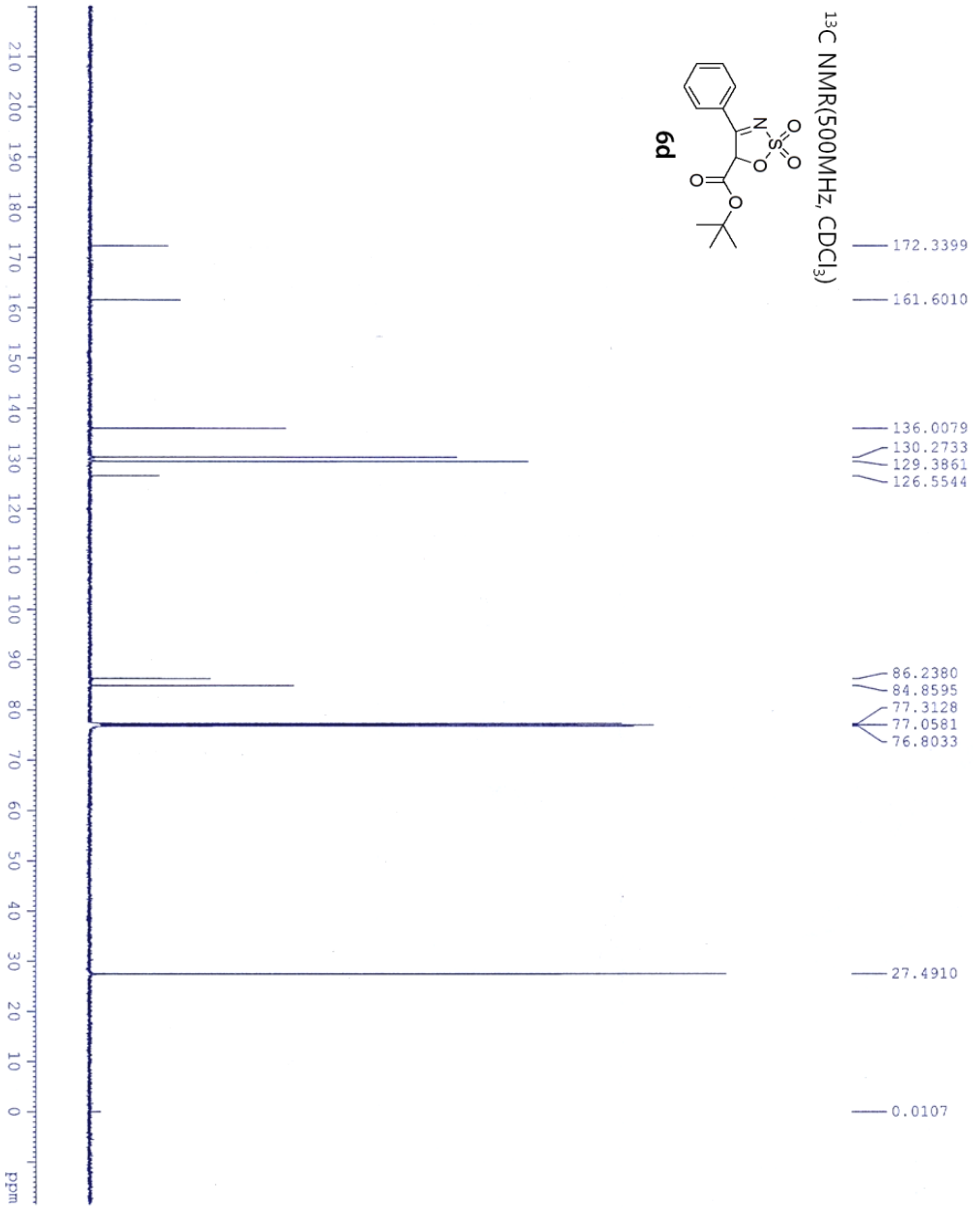 ¹³C NMR(500MHz, CDCl₃)
O O
S
N O
O
O
6d
172.3399
161.6010
136.0079
130.2733
129.3861
126.5544
86.2380
84.8595
77.3128
77.0581
76.8033
27.4910
0.0107
210 200 190 180 170 160 150 140 130 120 110 100 90 80 70 60 50 40 30 20 10 0 ppm